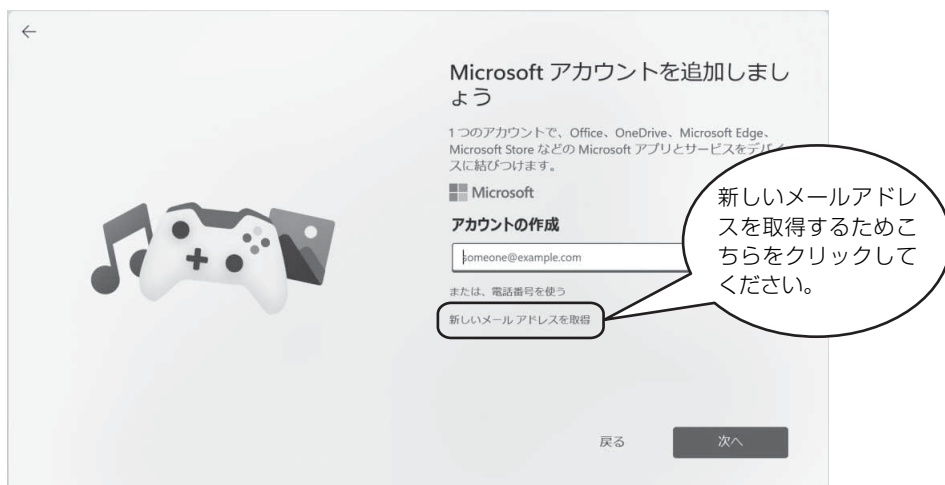 Microsoft アカウントを追加しまし
ょう
1 つのアカウントで、Office、OneDrive、Microsoft Edge、
Microsoft Store などの Microsoft アプリとサービスをデバイ
スに結びつけます。
Microsoft
アカウントの作成
someone@example.com
または、電話番号を使う
新しいメール アドレスを取得
新しいメールアドレ
スを取得するためこ
ちらをクリックして
ください。
戻る
次へ